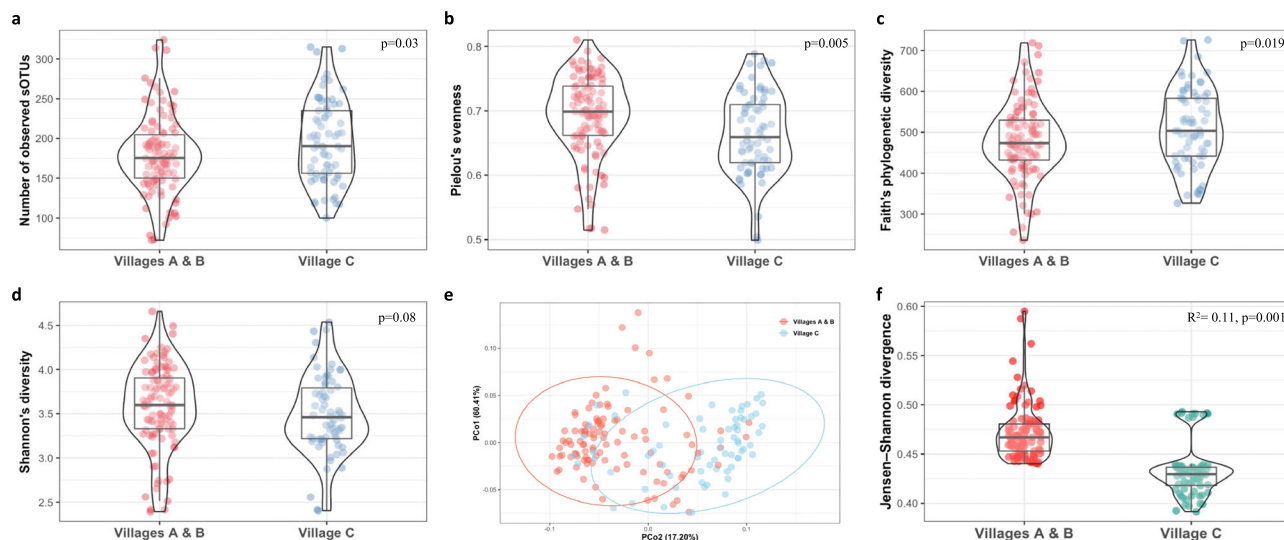 a
p=0.03
Number of observed sOTUs
300
250
200
150
100
Villages A & B
Village C
b
p=0.005
Pielou's evenness
0.8
0.7
0.6
0.5
Villages A & B
Village C
c
p=0.019
Faith's phylogenetic diversity
700
600
500
400
300
Villages A & B
Village C
d
p=0.08
Shannon's diversity
4.5
4.0
3.5
3.0
2.5
Villages A & B
Village C
e
Villages A & B
Village C
PCo1 (60.41%)
0.10
0.05
0.00
-0.05
-0.1
0.0
0.1
PCo2 (17.20%)
f
R²= 0.11, p=0.001
Jensen–Shannon divergence
0.60
0.55
0.50
0.45
0.40
Villages A & B
Village C